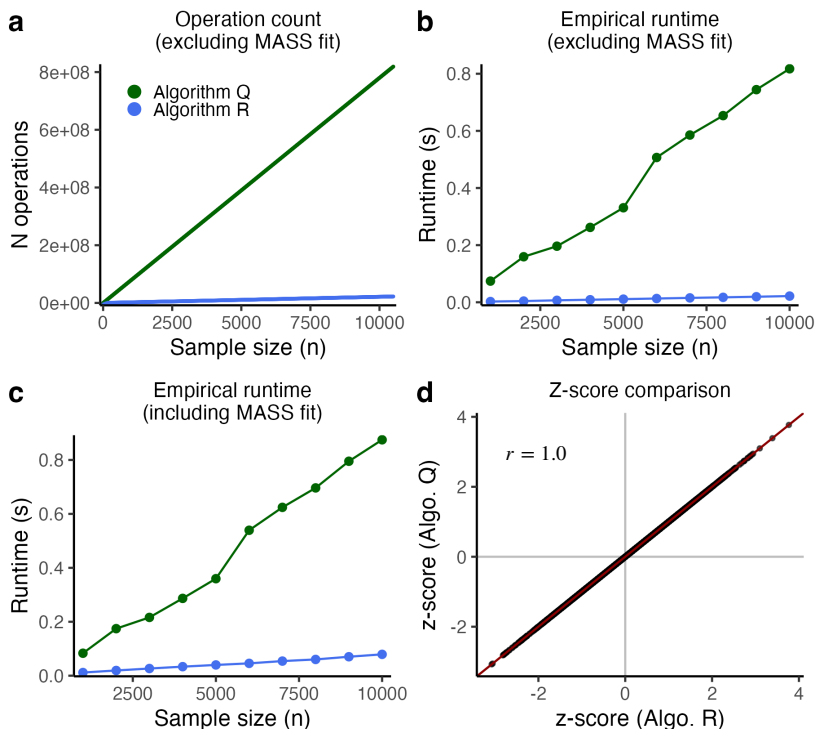 a
Operation count
(excluding MASS fit)
8e+08
6e+08
4e+08
2e+08
0e+00
N operations
Algorithm Q
Algorithm R
0 2500 5000 7500 10000
Sample size (n)
b
Empirical runtime
(excluding MASS fit)
0.8
0.6
0.4
0.2
0.0
Runtime (s)
2500 5000 7500 10000
Sample size (n)
c
Empirical runtime
(including MASS fit)
0.8
0.6
0.4
0.2
0.0
Runtime (s)
2500 5000 7500 10000
Sample size (n)
d
Z-score comparison
4
2
0
-2
z-score (Algo. Q)
r = 1.0
-2 0 2 4
z-score (Algo. R)